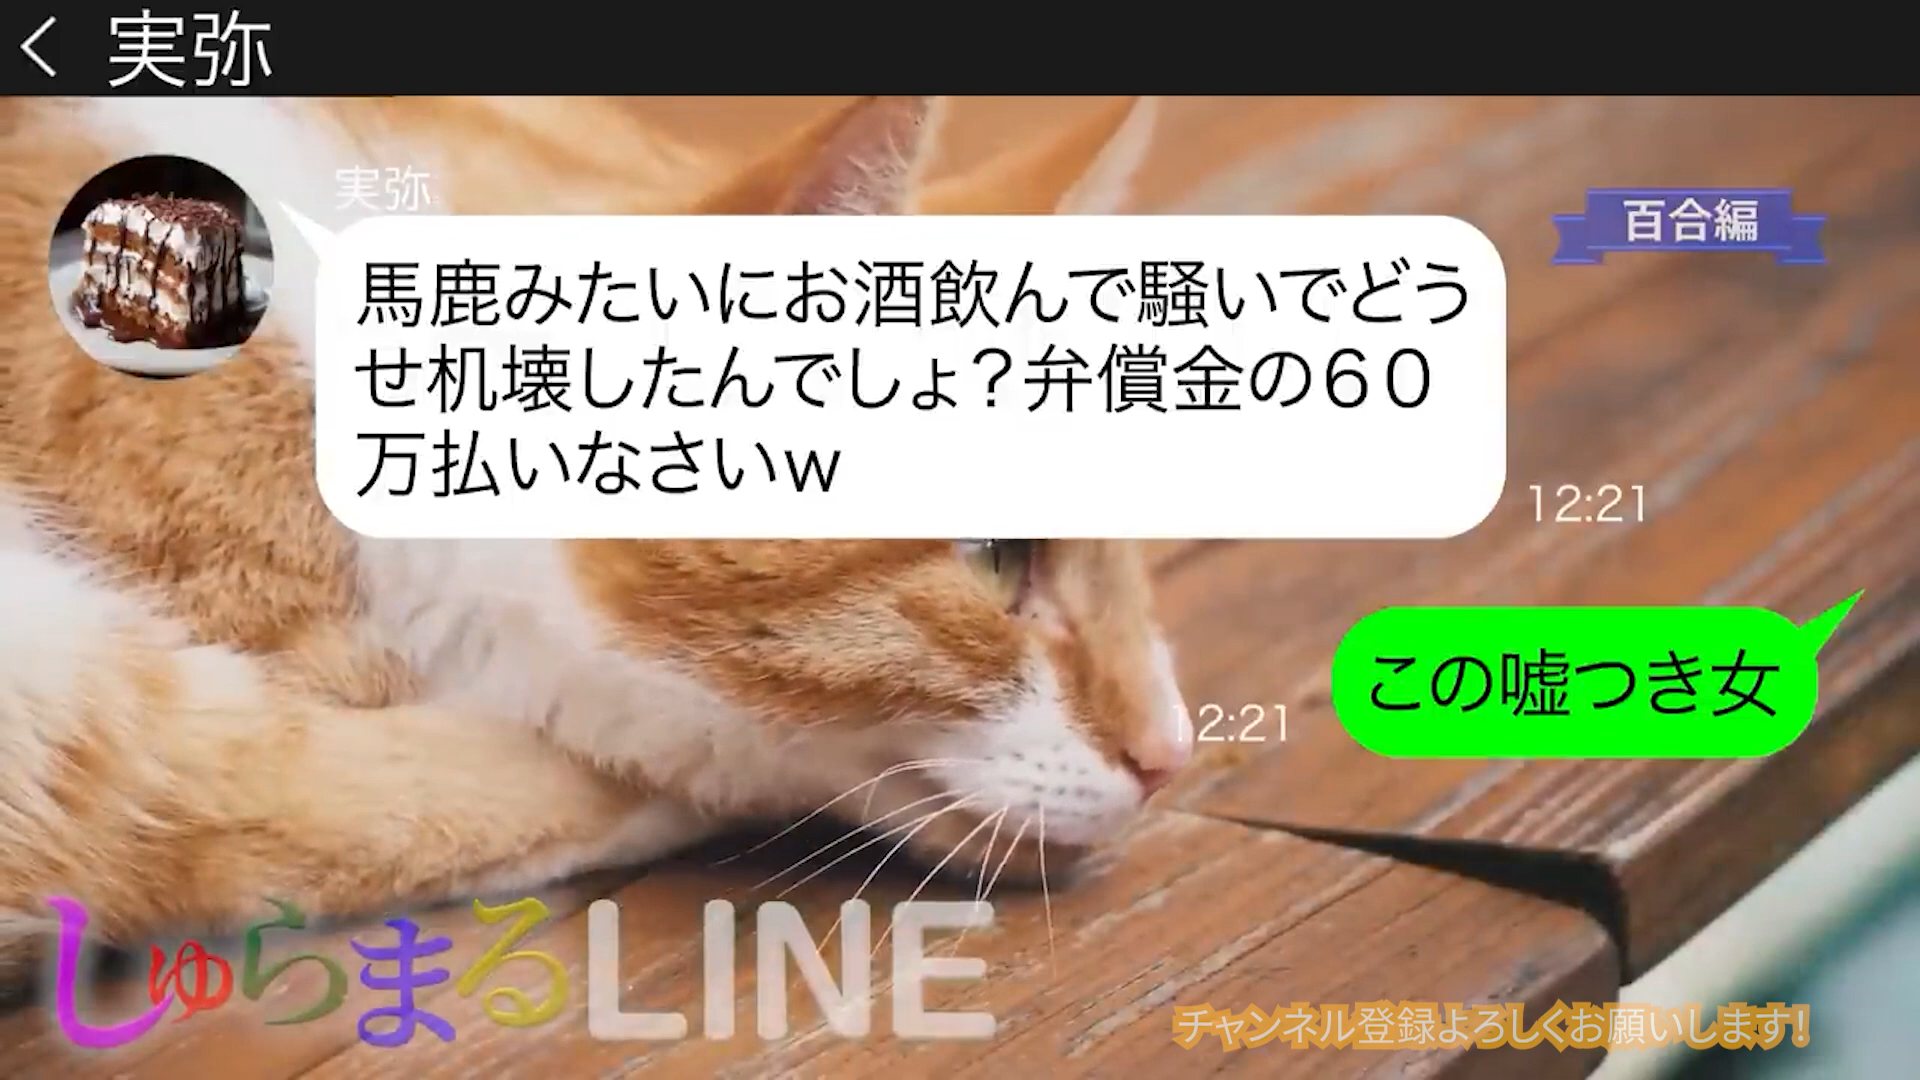 実弥
実弥
百合編
馬鹿みたいにお酒飲んで騒いでどう
せ机壊したんでしょ？弁償金の６０
万払いなさいｗ
12:21
この嘘つき女
12:21
しゅらまるLINE
チャンネル登録よろしくお願いします！